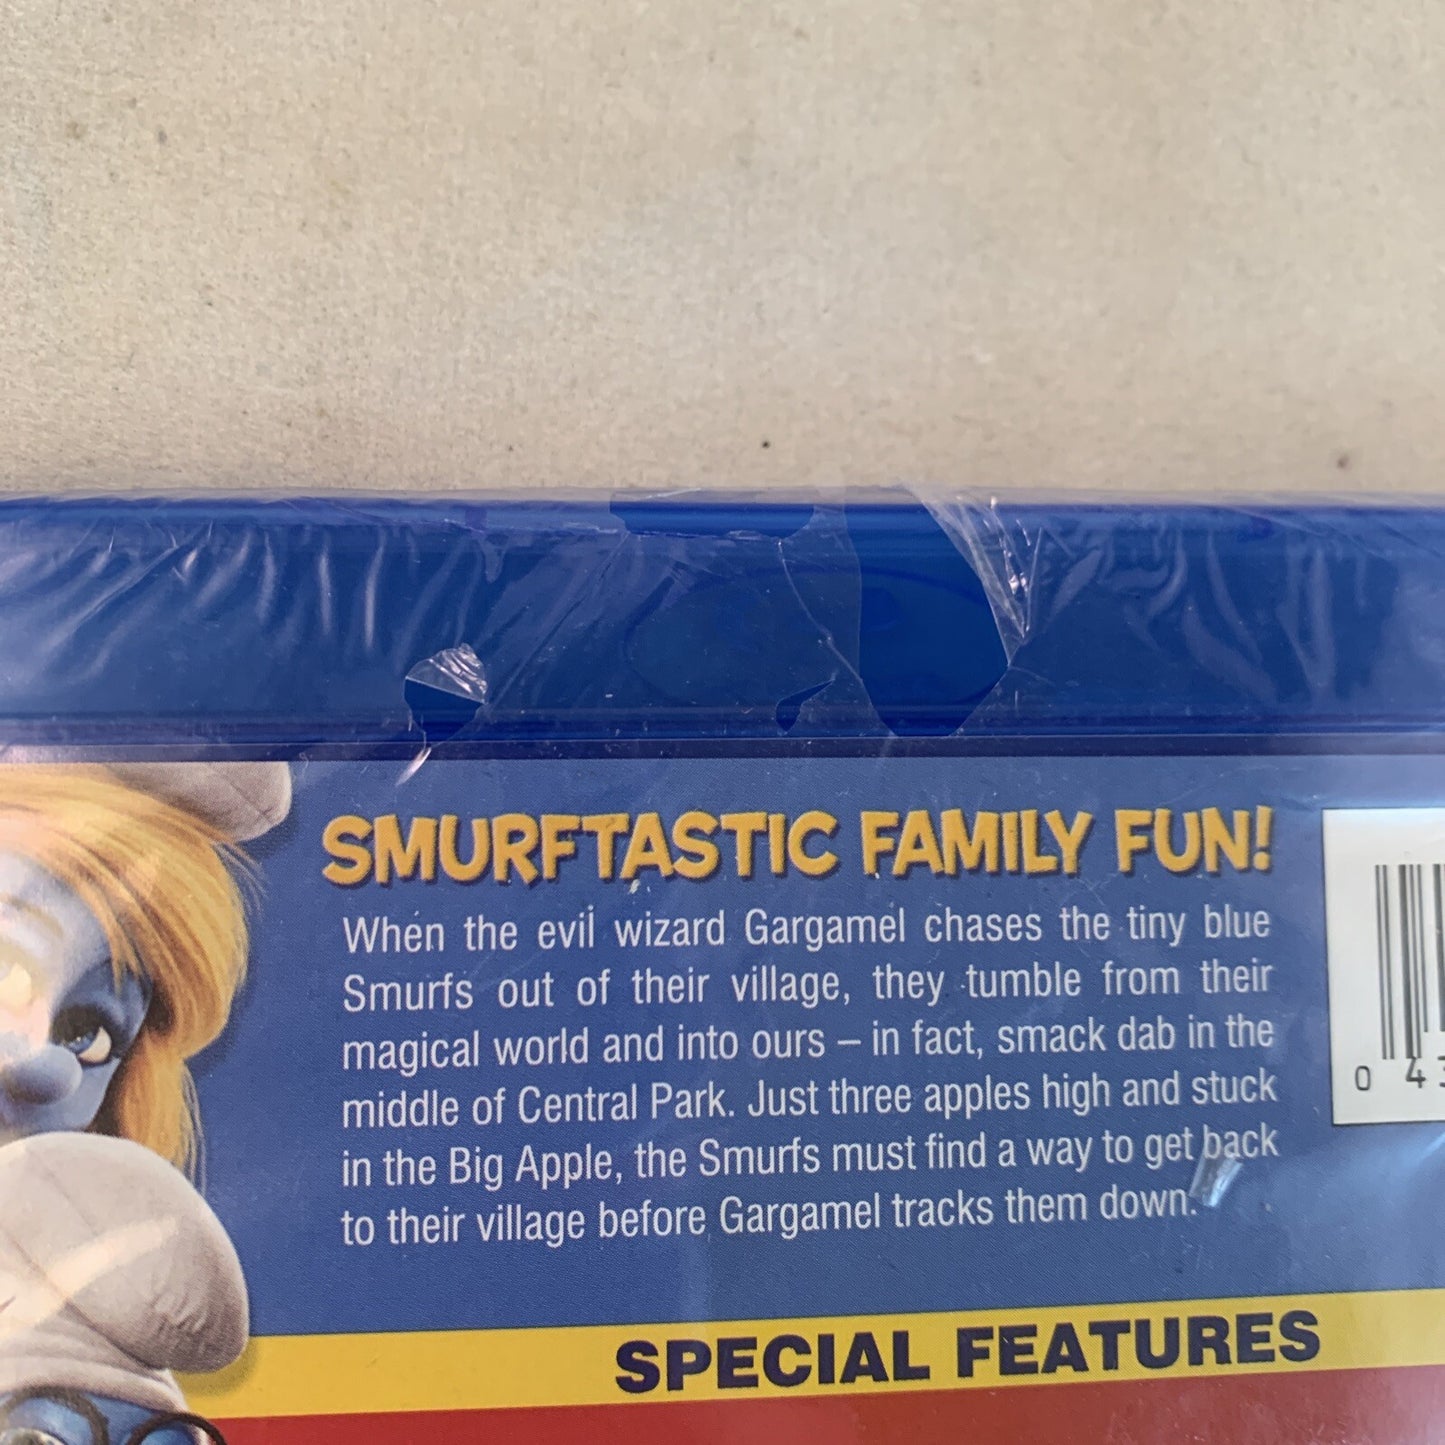 SMURFTASTIC FAMILY FUN!
When the evil wizard Gargamel chases the tiny blue
Smurfs out of their village, they tumble from their
magical world and into ours – in fact, smack dab in the
middle of Central Park. Just three apples high and stuck
in the Big Apple, the Smurfs must find a way to get back
to their village before Gargamel tracks them down.
0 43
SPECIAL FEATURES